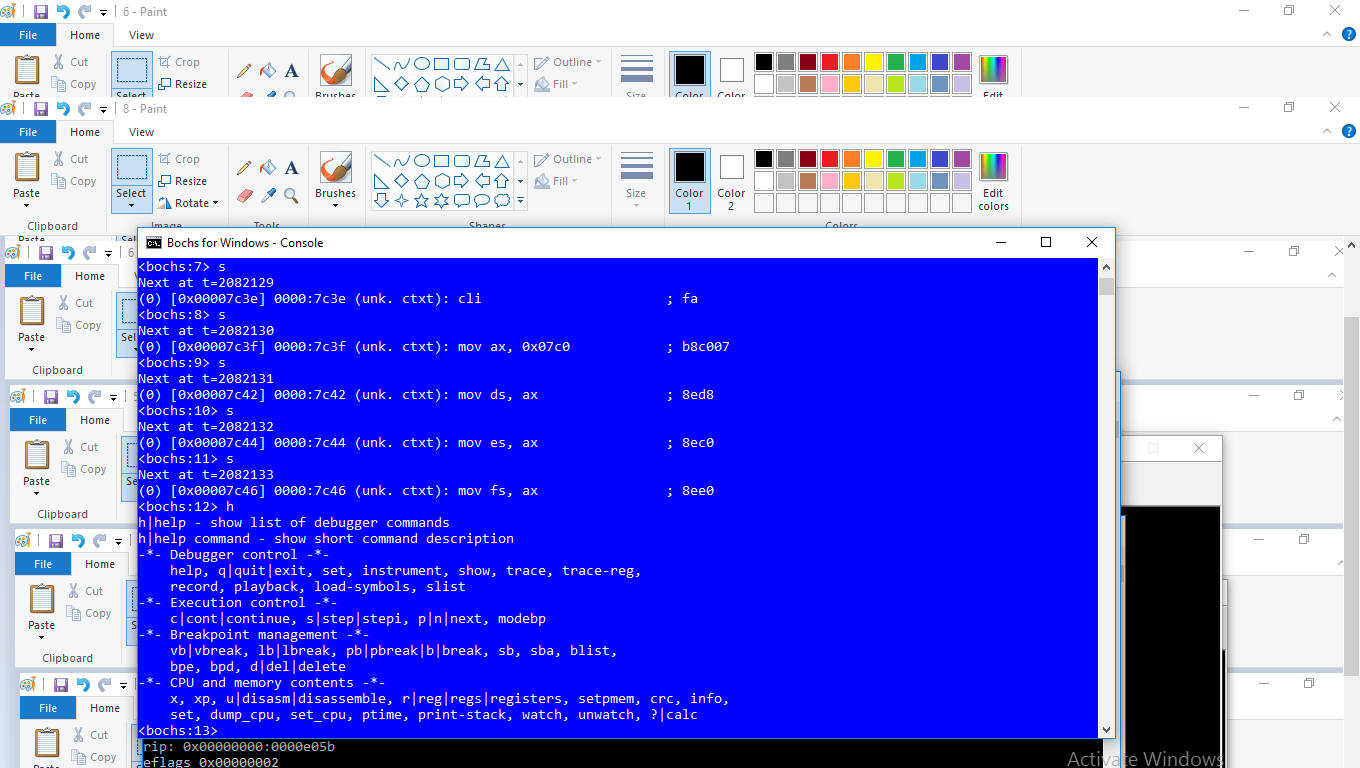 6 - Paint
File Home View
Cut
Copy
Paste
Select
Crop
Resize
Brushes
Outline
Fill
Size
Color
Color
Edit
8 - Paint
File Home View
Cut
Copy
Paste
Select
Crop
Resize
Rotate
A
Brushes
Outline
Fill
Size
Color 1
Color 2
Edit colors
Clipboard
Image
Tools
Shapes
Colors
Bochs for Windows - Console
<bochs:7> s
Next at t=2082129
(0) [0x00007c3e] 0000:7c3e (unk. ctxt): cli ; fa
<bochs:8> s
Next at t=2082130
(0) [0x00007c3f] 0000:7c3f (unk. ctxt): mov ax, 0x07c0 ; b8c007
<bochs:9> s
Next at t=2082131
(0) [0x00007c42] 0000:7c42 (unk. ctxt): mov ds, ax ; 8ed8
<bochs:10> s
Next at t=2082132
(0) [0x00007c44] 0000:7c44 (unk. ctxt): mov es, ax ; 8ec0
<bochs:11> s
Next at t=2082133
(0) [0x00007c46] 0000:7c46 (unk. ctxt): mov fs, ax ; 8ee0
<bochs:12> h
h|help - show list of debugger commands
h|help command - show short command description
-*- Debugger control -*-
help, q|quit|exit, set, instrument, show, trace, trace-reg,
record, playback, load-symbols, slist
-*- Execution control -*-
c|cont|continue, s|step|stepi, p|n|next, modebp
-*- Breakpoint management -*-
vb|vbreak, lb|lbreak, pb|pbreak|b|break, sb, sba, blist,
bpe, bpd, d|del|delete
-*- CPU and memory contents -*-
x, xp, u|disasm|disassemble, r|reg|regs|registers, setpmem, crc, info,
set, dump_cpu, set_cpu, ptime, print-stack, watch, unwatch, ?|calc
<bochs:13>
rip: 0x00000000:0000e05b
eflags 0x00000002
File Home
Cut
Copy
Paste
Clipboard
File Home
Cut
Copy
Paste
Clipboard
File Home
Cut
Copy
Paste
Clipboard
File Home
Cut
Copy
Paste
Activate Windows